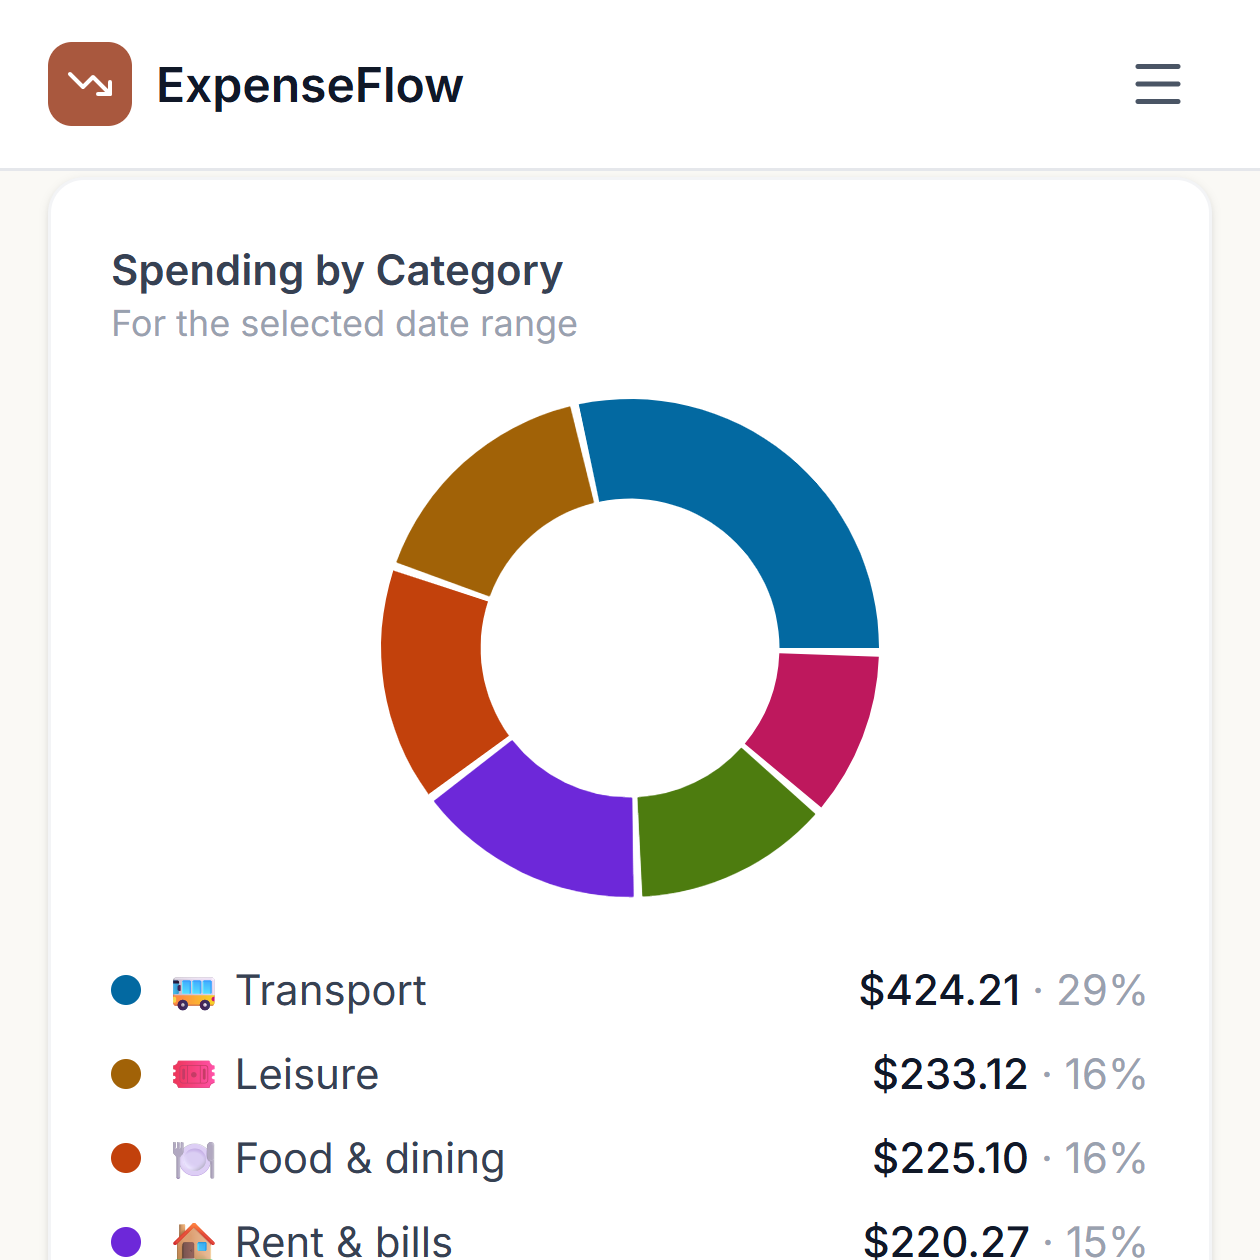 ExpenseFlow
Spending by Category
For the selected date range
Transport $424.21 · 29%
Leisure $233.12 · 16%
Food & dining $225.10 · 16%
Rent & bills $220.27 · 15%